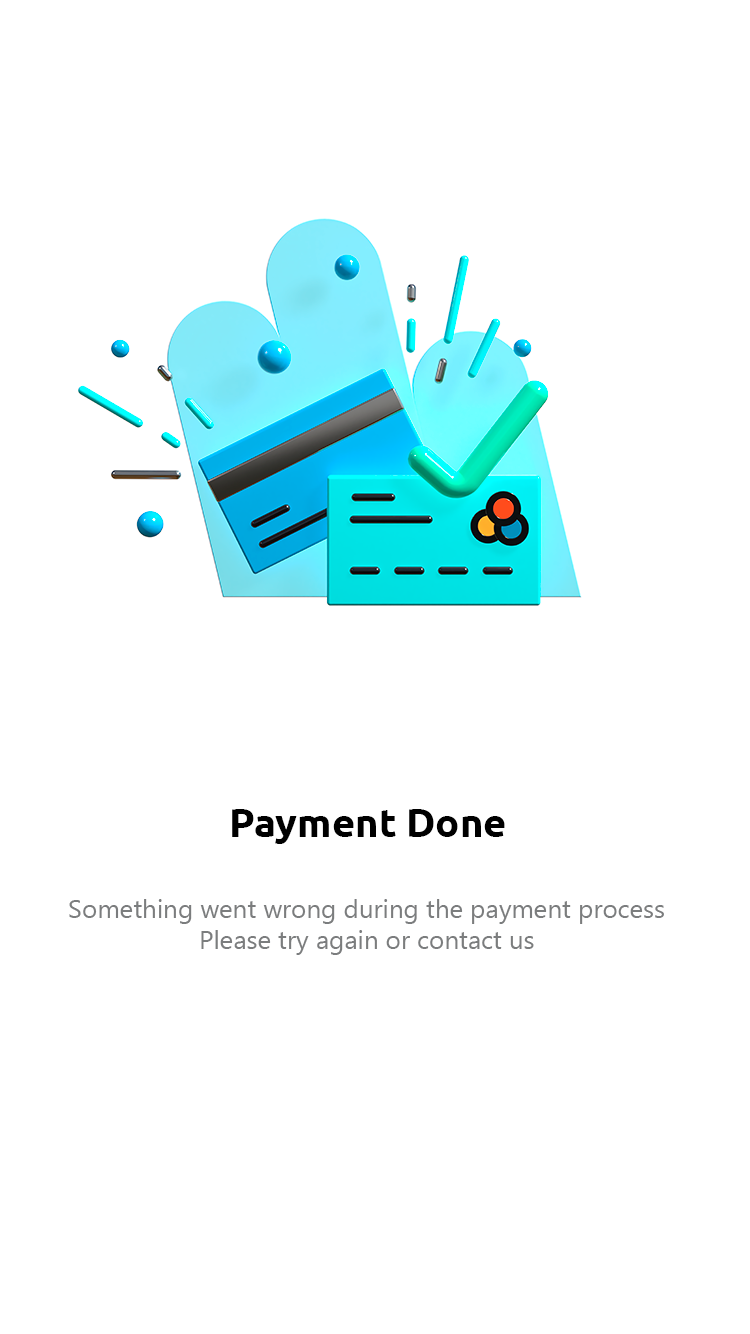 Payment Done
Something went wrong during the payment process
Please try again or contact us